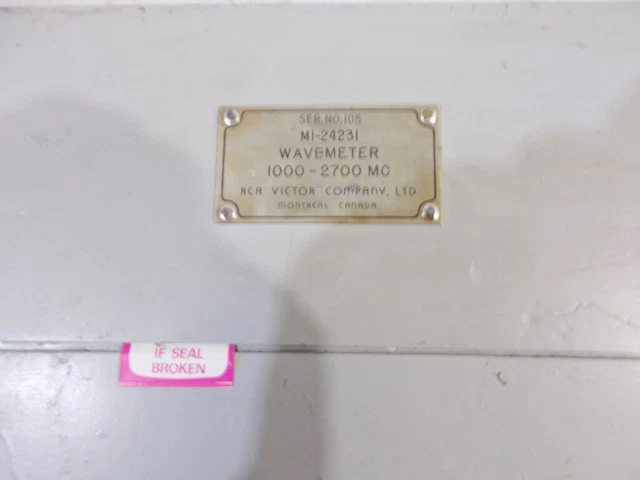 SER. NO. 105
MI-24231
WAVEMETER
1000-2700 MC
RCA VICTOR COMPANY, LTD
MONTREAL CANADA
IF SEAL
BROKEN